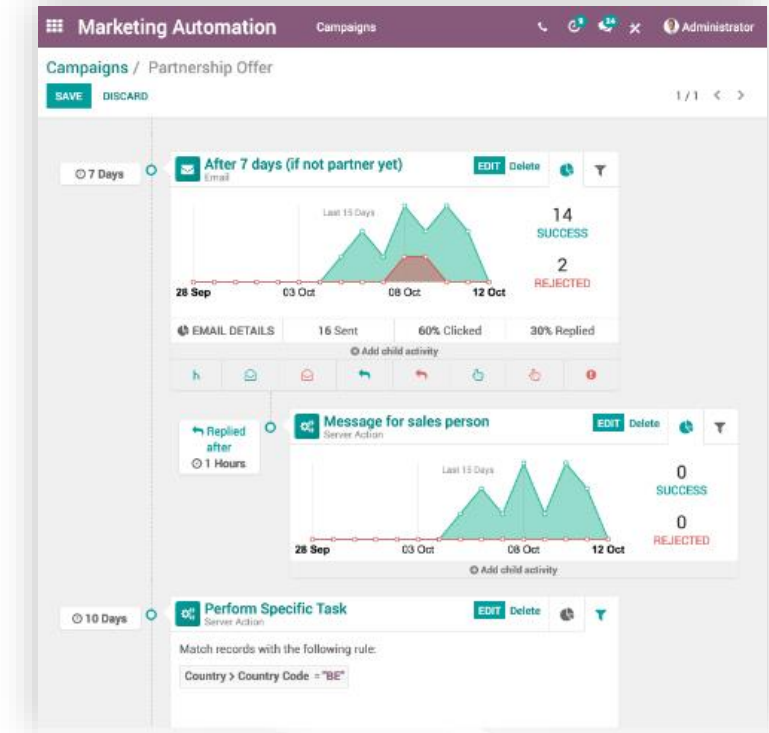 Marketing Automation Campaigns 24 Administrator
Campaigns / Partnership Offer
SAVE DISCARD 1 / 1
7 Days
After 7 days (if not partner yet) EDIT Delete
Email
Last 15 Days
14
SUCCESS
2
REJECTED
28 Sep 03 Oct 08 Oct 12 Oct
EMAIL DETAILS 16 Sent 60% Clicked 30% Replied
Add child activity
Replied
after
1 Hours
Message for sales person EDIT Delete
Server Action
Last 15 Days
0
SUCCESS
0
REJECTED
28 Sep 03 Oct 08 Oct 12 Oct
Add child activity
10 Days
Perform Specific Task EDIT Delete
Server Action
Match records with the following rule:
Country > Country Code = "BE"